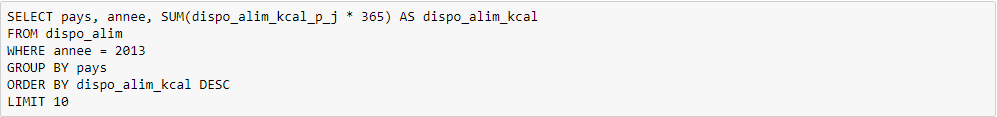 SELECT pays, annee, SUM(dispo_alim_kcal_p_j * 365) AS dispo_alim_kcal
FROM dispo_alim
WHERE annee = 2013
GROUP BY pays
ORDER BY dispo_alim_kcal DESC
LIMIT 10